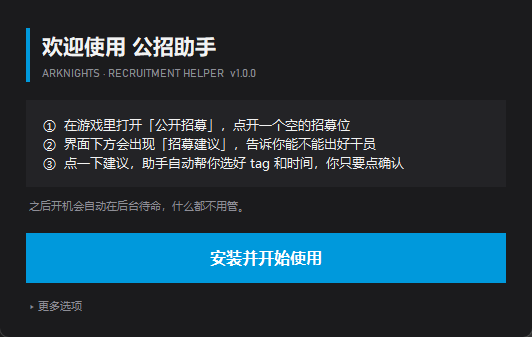 欢迎使用 公招助手
ARKNIGHTS · RECRUITMENT HELPER v1.0.0
① 在游戏里打开「公开招募」，点开一个空的招募位
② 界面下方会出现「招募建议」，告诉你能不能出好干员
③ 点一下建议，助手自动帮你选好 tag 和时间，你只要点确认
之后开机会自动在后台待命，什么都不用管。
安装并开始使用
▸ 更多选项